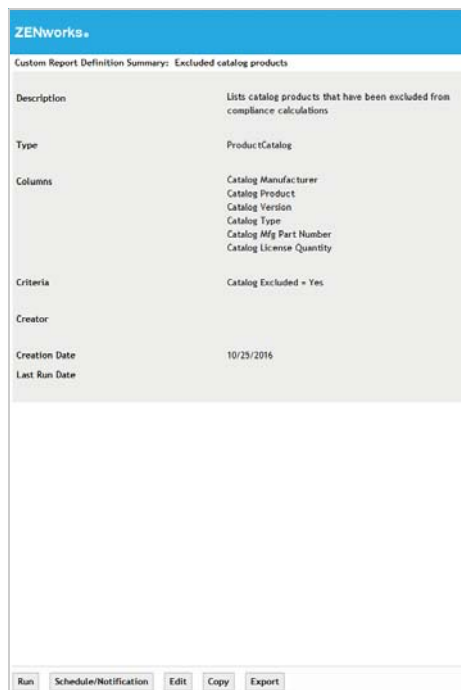 ZENworks.
Custom Report Definition Summary: Excluded catalog products
Description
Lists catalog products that have been excluded from
compliance calculations
Type
ProductCatalog
Columns
Catalog Manufacturer
Catalog Product
Catalog Version
Catalog Type
Catalog Mfg Part Number
Catalog License Quantity
Criteria
Catalog Excluded = Yes
Creator
Creation Date
10/25/2016
Last Run Date
Run
Schedule/Notification
Edit
Copy
Export